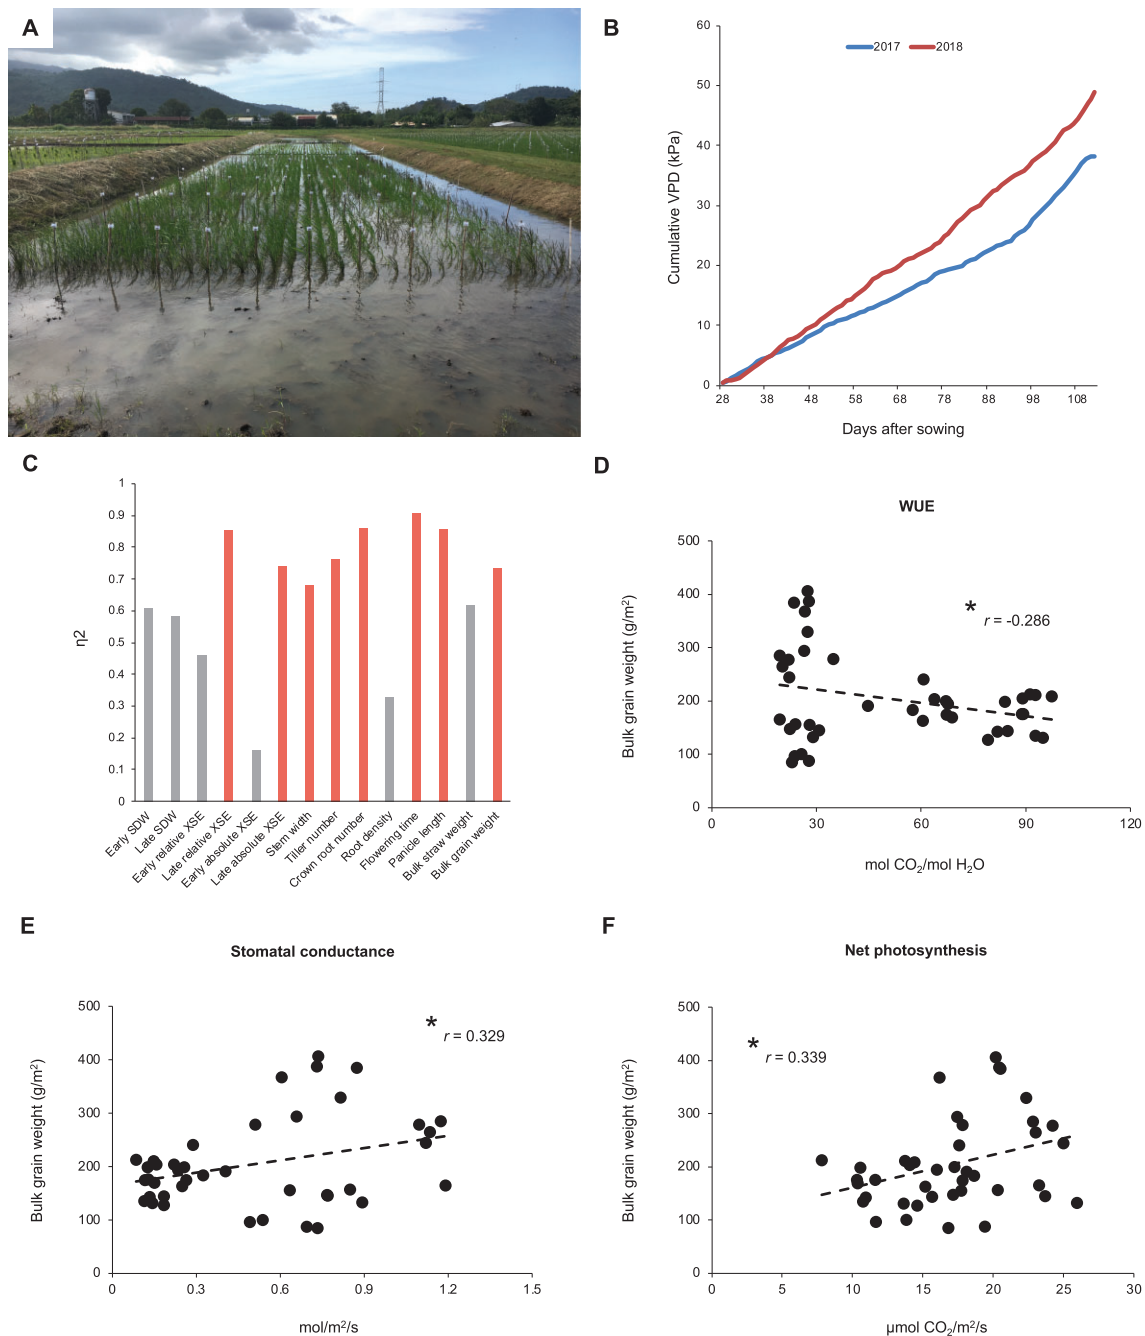 A
B
60
50
40
30
20
10
0
2017
2018
Cumulative VPD (kPa)
28 38 48 58 68 78 88 98 108
Days after sowing
C
1
0.9
0.8
0.7
0.6
0.5
0.4
0.3
0.2
0.1
0
η2
Early SDW
Late SDW
Early relative XSE
Late relative XSE
Early absolute XSE
Late absolute XSE
Stem width
Tiller number
Crown root number
Root density
Flowering time
Panicle length
Bulk straw weight
Bulk grain weight
D
WUE
500
400
300
200
100
0
Bulk grain weight (g/m²)
*
r = -0.286
0 30 60 90 120
mol CO₂/mol H₂O
E
Stomatal conductance
500
400
300
200
100
0
Bulk grain weight (g/m²)
*
r = 0.329
0 0.3 0.6 0.9 1.2 1.5
mol/m²/s
F
Net photosynthesis
500
400
300
200
100
0
Bulk grain weight (g/m²)
*
r = 0.339
0 5 10 15 20 25 30
µmol CO₂/m²/s